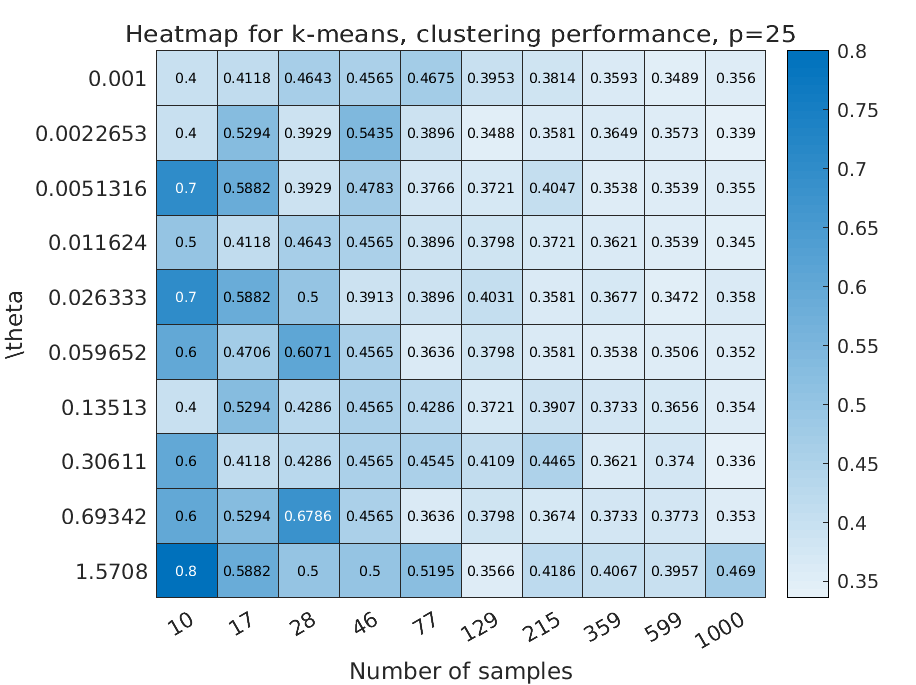 Heatmap for k-means, clustering performance, p=25
0.001 0.4 0.4118 0.4643 0.4565 0.4675 0.3953 0.3814 0.3593 0.3489 0.356
0.0022653 0.4 0.5294 0.3929 0.5435 0.3896 0.3488 0.3581 0.3649 0.3573 0.339
0.0051316 0.7 0.5882 0.3929 0.4783 0.3766 0.3721 0.4047 0.3538 0.3539 0.355
0.011624 0.5 0.4118 0.4643 0.4565 0.3896 0.3798 0.3721 0.3621 0.3539 0.345
0.026333 0.7 0.5882 0.5 0.3913 0.3896 0.4031 0.3581 0.3677 0.3472 0.358
0.059652 0.6 0.4706 0.6071 0.4565 0.3636 0.3798 0.3581 0.3538 0.3506 0.352
0.13513 0.4 0.5294 0.4286 0.4565 0.4286 0.3721 0.3907 0.3733 0.3656 0.354
0.30611 0.6 0.4118 0.4286 0.4565 0.4545 0.4109 0.4465 0.3621 0.374 0.336
0.69342 0.6 0.5294 0.6786 0.4565 0.3636 0.3798 0.3674 0.3733 0.3773 0.353
1.5708 0.8 0.5882 0.5 0.5 0.5195 0.3566 0.4186 0.4067 0.3957 0.469
10 17 28 46 77 129 215 359 599 1000
Number of samples
\theta
0.8
0.75
0.7
0.65
0.6
0.55
0.5
0.45
0.4
0.35